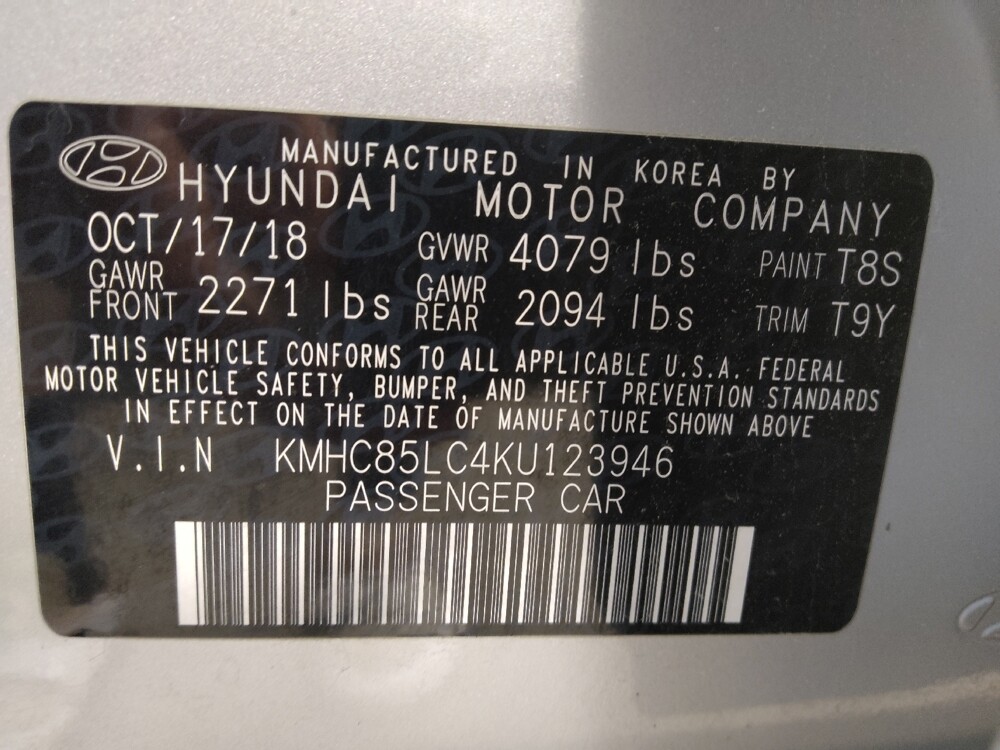 MANUFACTURED IN KOREA BY
HYUNDAI MOTOR COMPANY
OCT/17/18 GVWR 4079 lbs PAINT T8S
GAWR FRONT 2271 lbs GAWR REAR 2094 lbs TRIM T9Y
THIS VEHICLE CONFORMS TO ALL APPLICABLE U.S.A. FEDERAL
MOTOR VEHICLE SAFETY, BUMPER, AND THEFT PREVENTION STANDARDS
IN EFFECT ON THE DATE OF MANUFACTURE SHOWN ABOVE
V.I.N KMHC85LC4KU123946
PASSENGER CAR